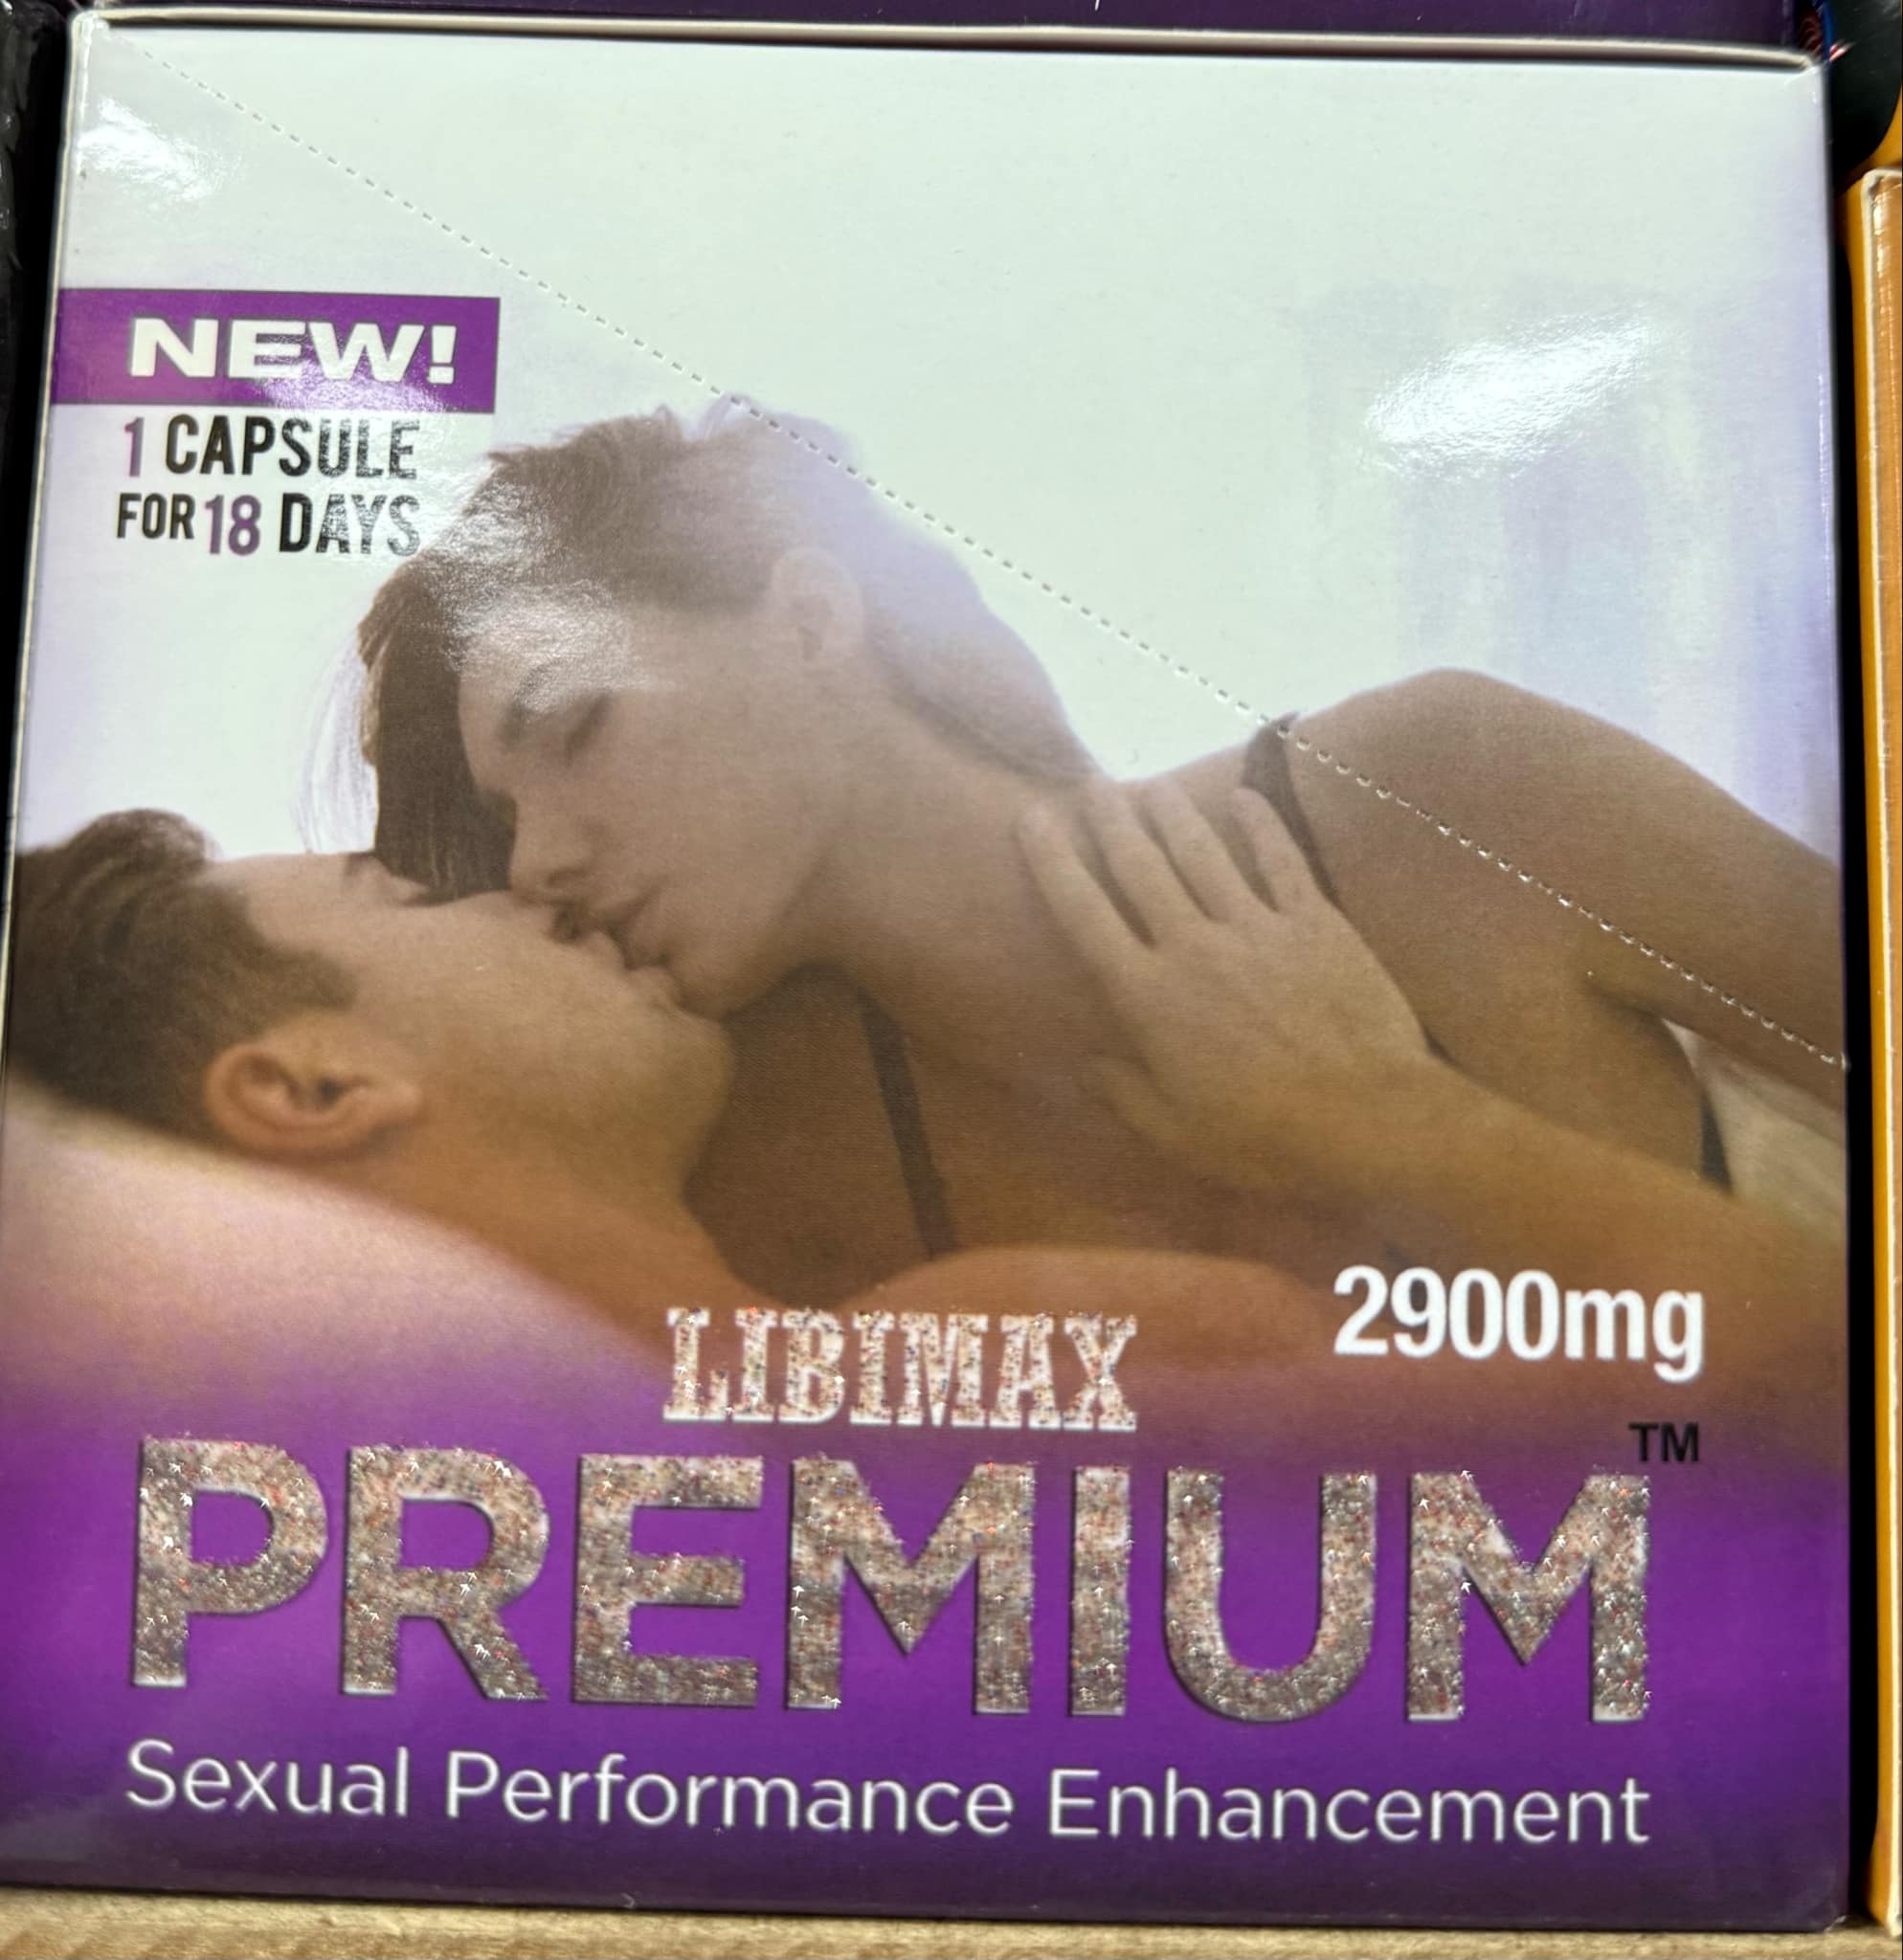 NEW!
1 CAPSULE
FOR 18 DAYS
2900mg
LIBIMAX
PREMIUM™
Sexual Performance Enhancement